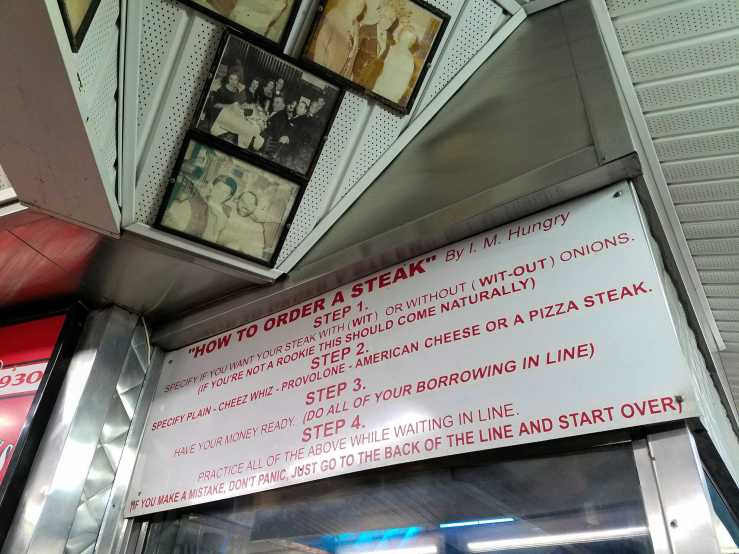 "HOW TO ORDER A STEAK" By I. M. Hungry
STEP 1.
SPECIFY IF YOU WANT YOUR STEAK WITH (WIT) OR WITHOUT (WIT-OUT) ONIONS.
(IF YOU'RE NOT A ROOKIE THIS SHOULD COME NATURALLY)
STEP 2.
SPECIFY PLAIN - CHEEZ WHIZ - PROVOLONE - AMERICAN CHEESE OR A PIZZA STEAK.
STEP 3.
HAVE YOUR MONEY READY. (DO ALL OF YOUR BORROWING IN LINE)
STEP 4.
PRACTICE ALL OF THE ABOVE WHILE WAITING IN LINE.
(IF YOU MAKE A MISTAKE, DON'T PANIC, JUST GO TO THE BACK OF THE LINE AND START OVER)
930